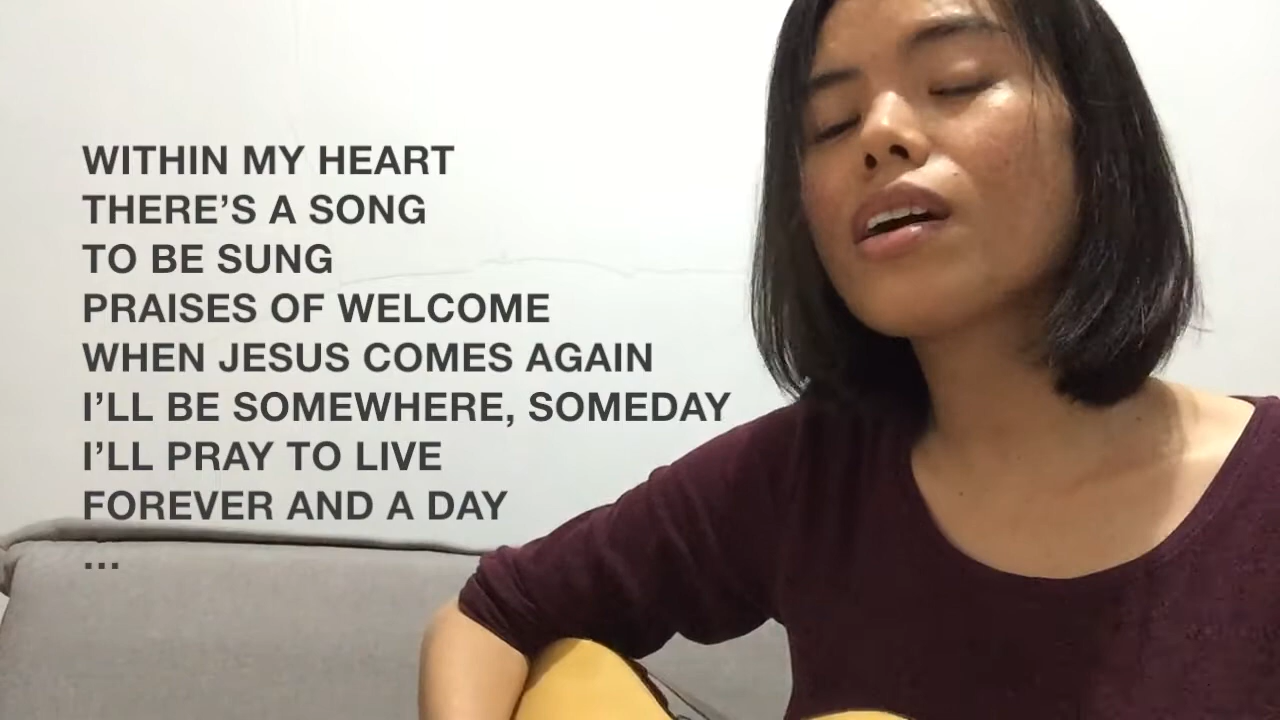 WITHIN MY HEART
THERE’S A SONG
TO BE SUNG
PRAISES OF WELCOME
WHEN JESUS COMES AGAIN
I’LL BE SOMEWHERE, SOMEDAY
I’LL PRAY TO LIVE
FOREVER AND A DAY
...